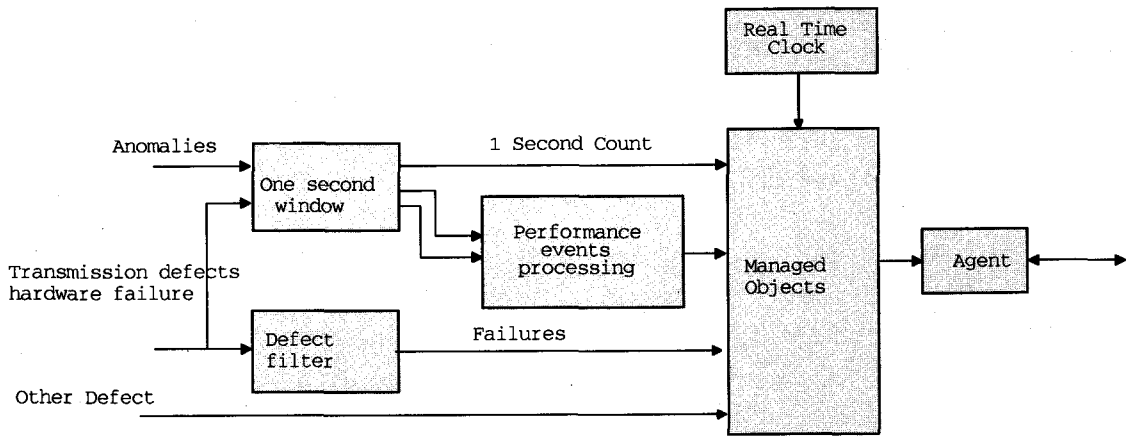 Real Time
Clock
Anomalies
1 Second Count
One second
window
Performance
events
processing
Transmission defects
hardware failure
Managed
Objects
Agent
Defect
filter
Failures
Other Defect